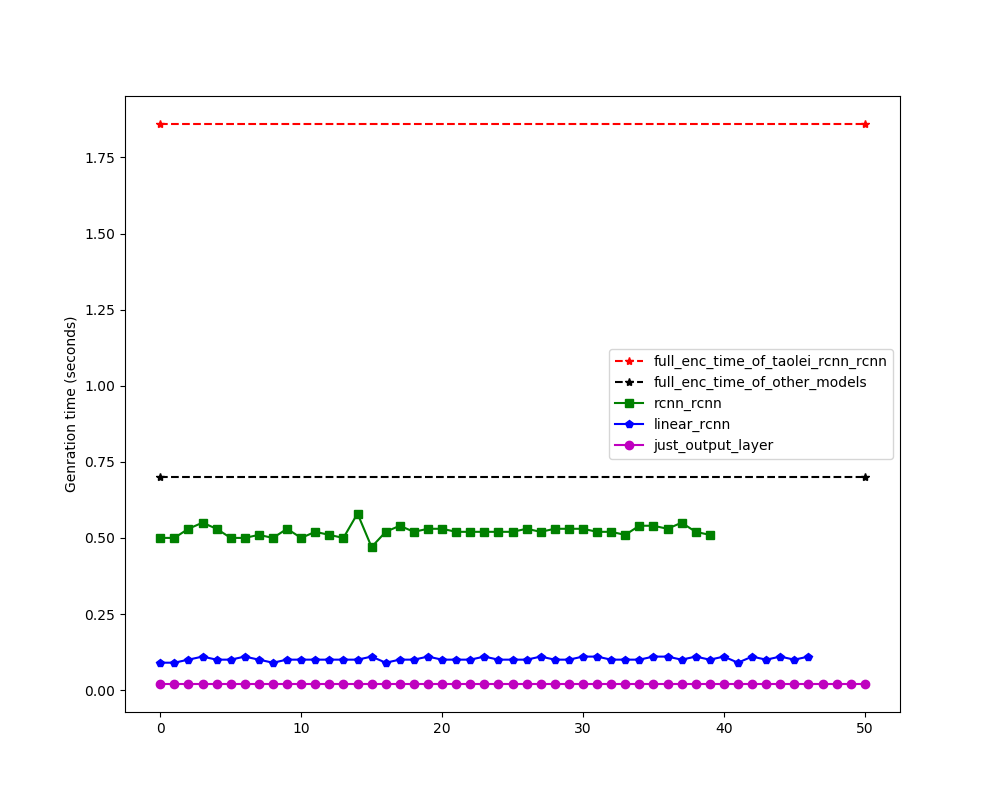 1.75
1.50
1.25
1.00
0.75
0.50
0.25
0.00
Genration time (seconds)
full_enc_time_of_taolei_rcnn_rcnn
full_enc_time_of_other_models
rcnn_rcnn
linear_rcnn
just_output_layer
0 10 20 30 40 50